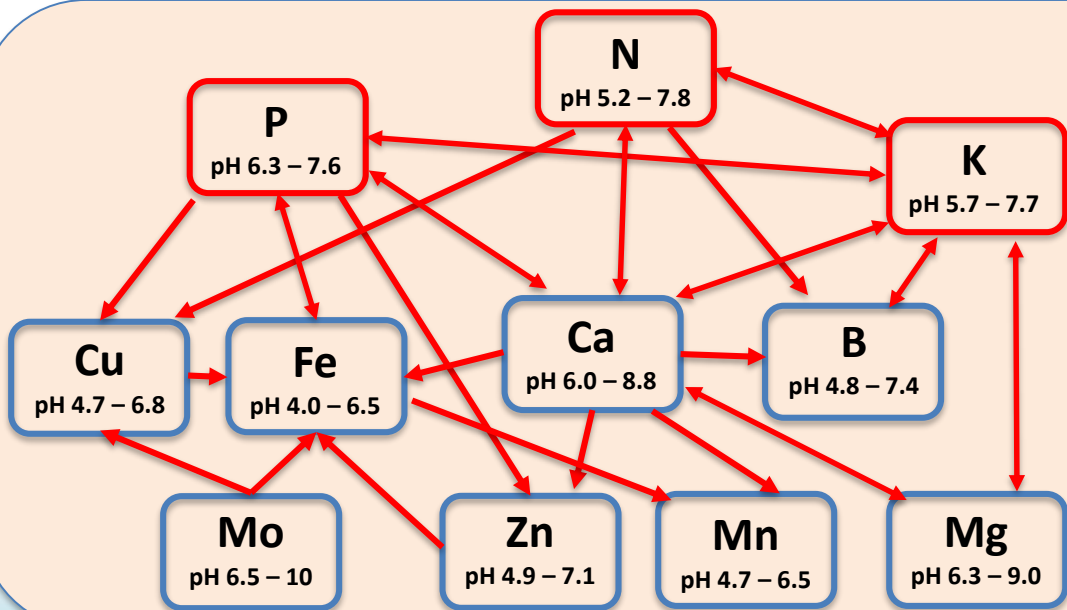 N
pH 5.2 – 7.8
P
pH 6.3 – 7.6
K
pH 5.7 – 7.7
Cu
pH 4.7 – 6.8
Fe
pH 4.0 – 6.5
Ca
pH 6.0 – 8.8
B
pH 4.8 – 7.4
Mo
pH 6.5 – 10
Zn
pH 4.9 – 7.1
Mn
pH 4.7 – 6.5
Mg
pH 6.3 – 9.0